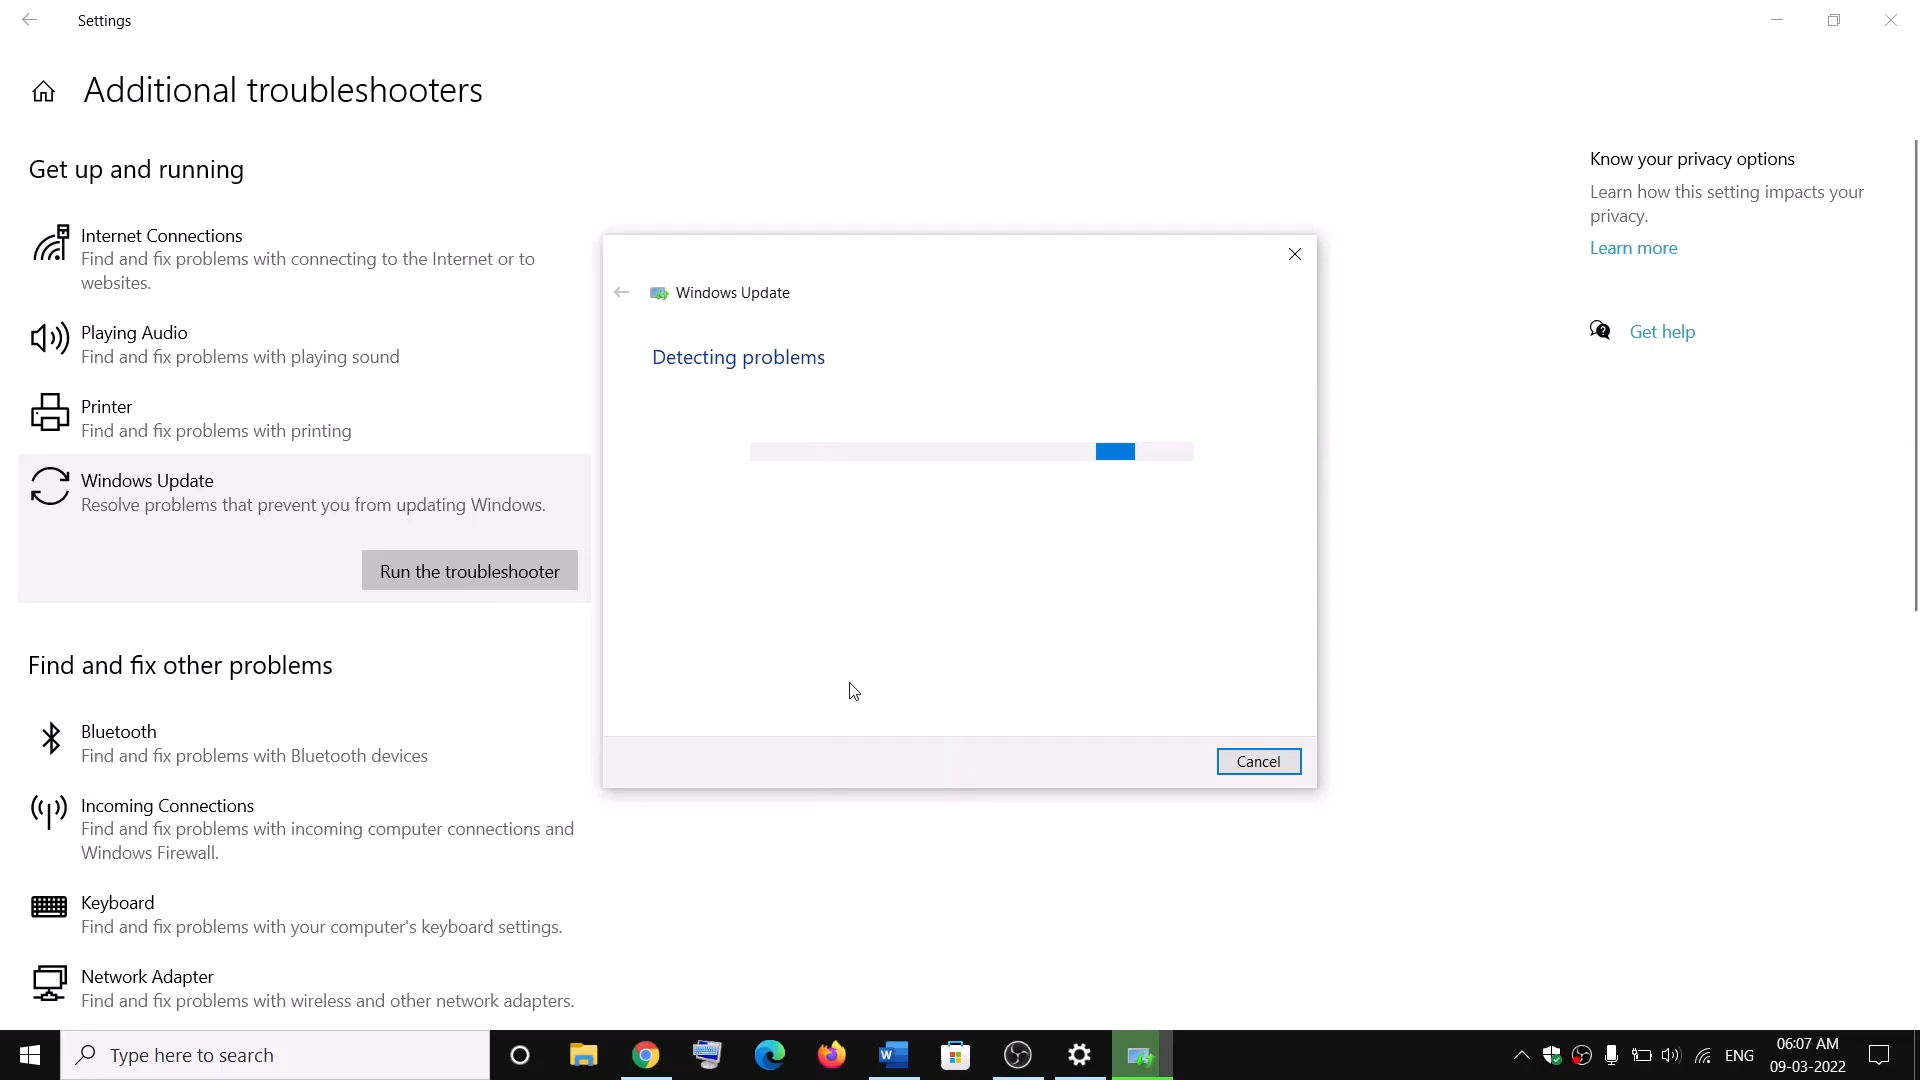 Settings
Additional troubleshooters
Get up and running
Internet Connections
Find and fix problems with connecting to the Internet or to
websites.
Playing Audio
Find and fix problems with playing sound
Printer
Find and fix problems with printing
Windows Update
Resolve problems that prevent you from updating Windows.
Run the troubleshooter
Find and fix other problems
Bluetooth
Find and fix problems with Bluetooth devices
Incoming Connections
Find and fix problems with incoming computer connections and
Windows Firewall.
Keyboard
Find and fix problems with your computer's keyboard settings.
Network Adapter
Find and fix problems with wireless and other network adapters.
Windows Update
Detecting problems
Cancel
Know your privacy options
Learn how this setting impacts your
privacy.
Learn more
Get help
Type here to search
W
ENG
06:07 AM
09-03-2022